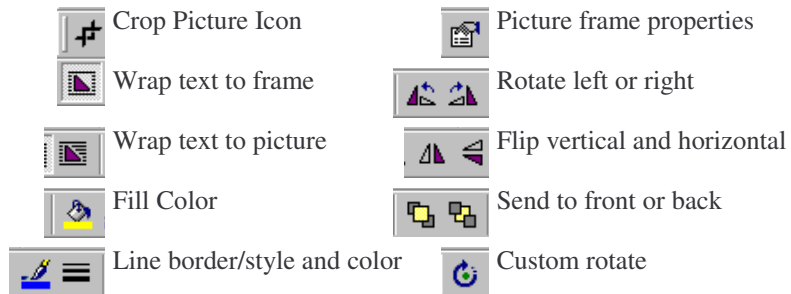 Crop Picture Icon
Picture frame properties
Wrap text to frame
Rotate left or right
Wrap text to picture
Flip vertical and horizontal
Fill Color
Send to front or back
Line border/style and color
Custom rotate